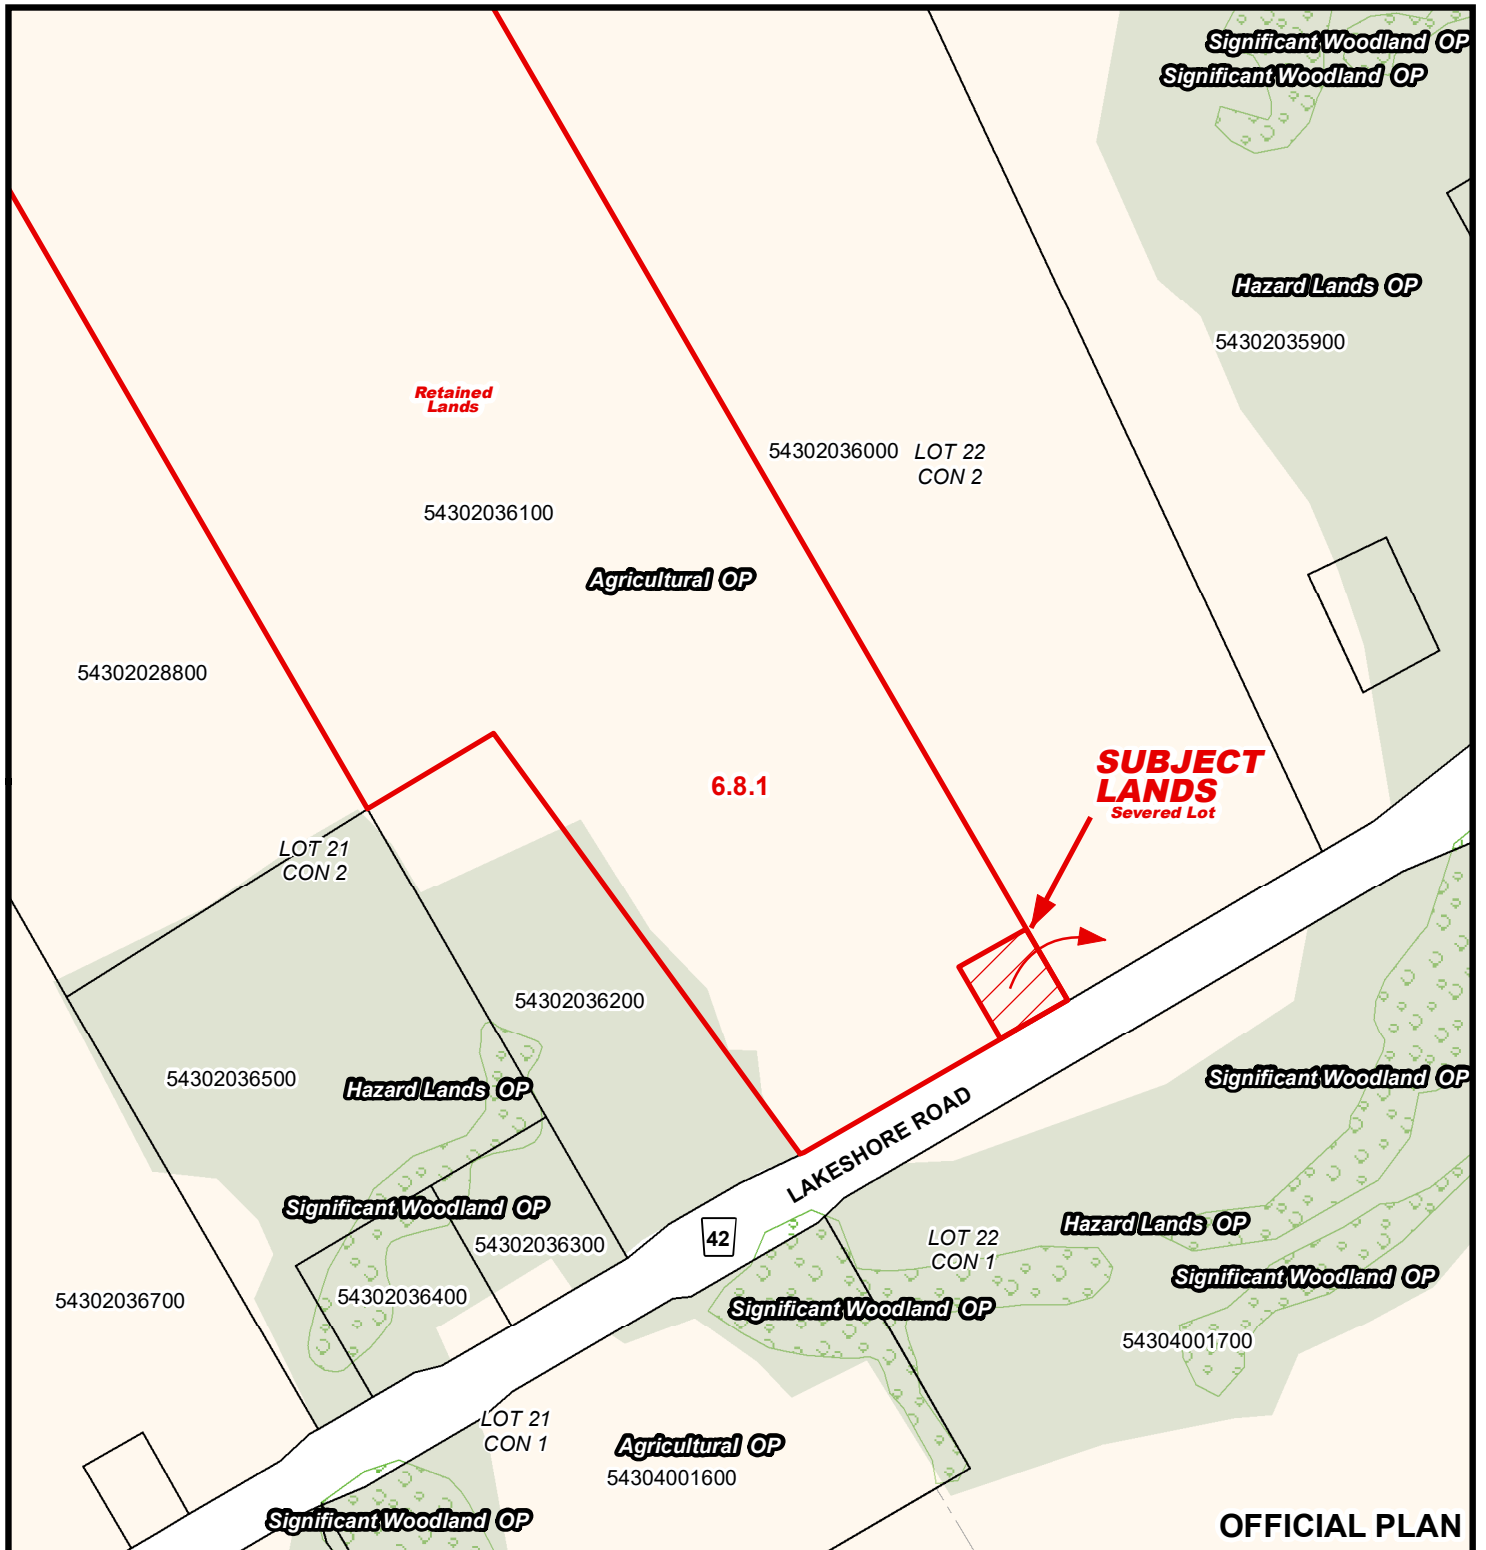 Significant Woodland OP
Significant Woodland OP
Hazard Lands OP
54302035900
Retained
Lands
54302036000
LOT 22
CON 2
54302036100
Agricultural OP
54302028800
SUBJECT
LANDS
Severed Lot
6.8.1
LOT 21
CON 2
54302036200
54302036500
Hazard Lands OP
Significant Woodland OP
LAKESHORE ROAD
Significant Woodland OP
54302036300
42
LOT 22
CON 1
Hazard Lands OP
Significant Woodland OP
54302036700
54302036400
Significant Woodland OP
54304001700
LOT 21
CON 1
Agricultural OP
54304001600
Significant Woodland OP
OFFICIAL PLAN